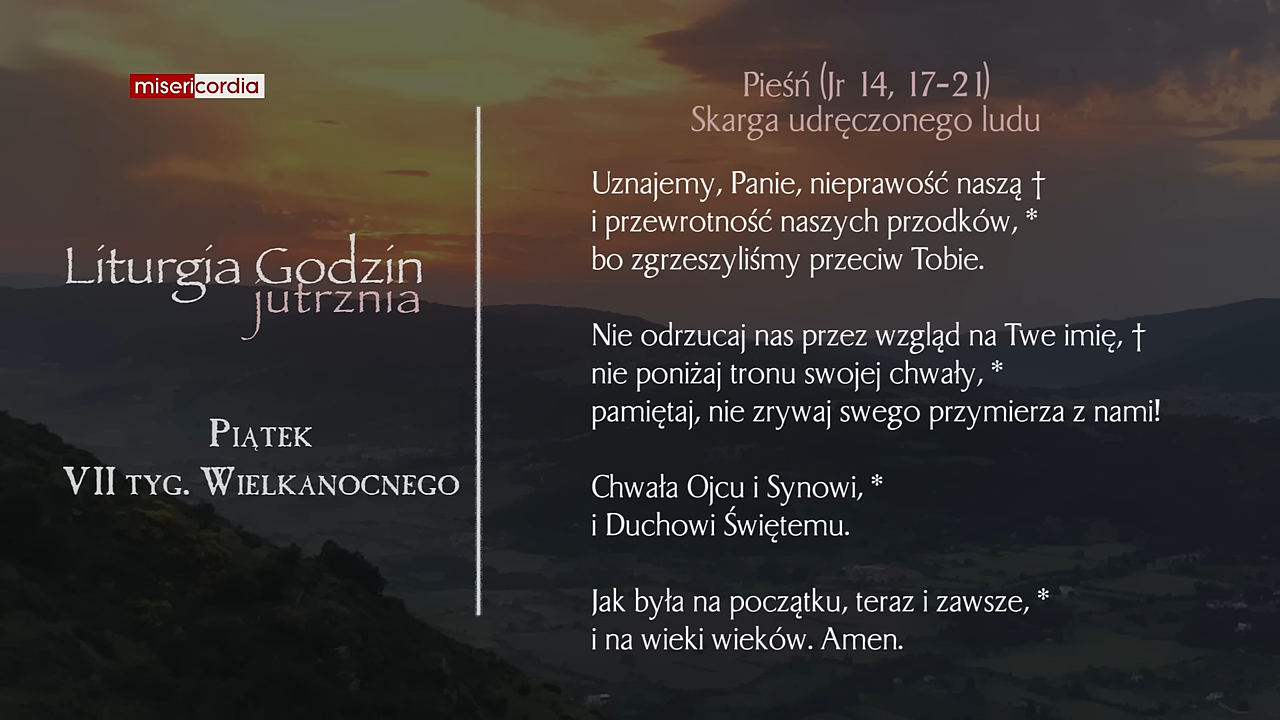 misericordia
Liturgia Godzin
jutrznia
Piątek
VII tyg. Wielkanocnego
Pieśń (Jr 14, 17-21)
Skarga udręczonego ludu
Uznajemy, Panie, nieprawość naszą †
i przewrotność naszych przodków, *
bo zgrzeszyliśmy przeciw Tobie.
Nie odrzucaj nas przez wzgląd na Twe imię, †
nie poniżaj tronu swojej chwały, *
pamiętaj, nie zrywaj swego przymierza z nami!
Chwała Ojcu i Synowi, *
i Duchowi Świętemu.
Jak była na początku, teraz i zawsze, *
i na wieki wieków. Amen.